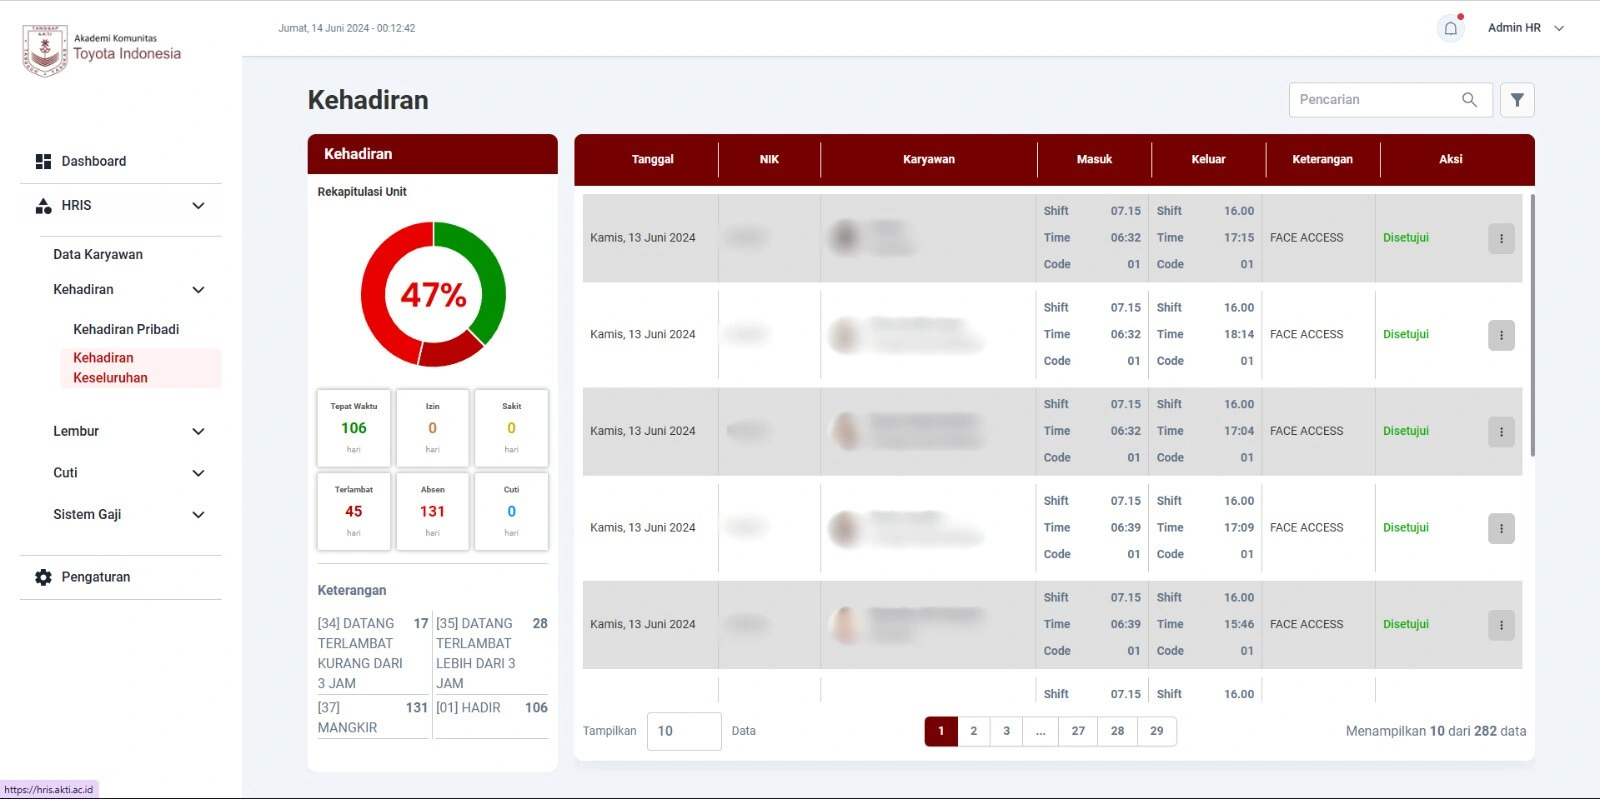 TANGGAP
AKTI
Akademi Komunitas
Toyota Indonesia
Jumat, 14 Juni 2024 - 00:12:42
Admin HR
Dashboard
HRIS
Data Karyawan
Kehadiran
Kehadiran Pribadi
Kehadiran
Keseluruhan
Lembur
Cuti
Sistem Gaji
Pengaturan
https://hris.akti.ac.id
Kehadiran
Pencarian
Kehadiran
Rekapitulasi Unit
47%
Tepat Waktu Izin Sakit
106 0 0
hari hari hari
Terlambat Absen Cuti
45 131 0
hari hari hari
Keterangan
[34] DATANG 17 [35] DATANG 28
TERLAMBAT TERLAMBAT
KURANG DARI LEBIH DARI 3
3 JAM JAM
[37] 131 [01] HADIR 106
MANGKIR
Tanggal NIK Karyawan Masuk Keluar Keterangan Aksi
Shift 07.15 Shift 16.00
Kamis, 13 Juni 2024 Time 06:32 Time 17:15 FACE ACCESS Disetujui
Code 01 Code 01
Shift 07.15 Shift 16.00
Kamis, 13 Juni 2024 Time 06:32 Time 18:14 FACE ACCESS Disetujui
Code 01 Code 01
Shift 07.15 Shift 16.00
Kamis, 13 Juni 2024 Time 06:32 Time 17:04 FACE ACCESS Disetujui
Code 01 Code 01
Shift 07.15 Shift 16.00
Kamis, 13 Juni 2024 Time 06:39 Time 17:09 FACE ACCESS Disetujui
Code 01 Code 01
Shift 07.15 Shift 16.00
Kamis, 13 Juni 2024 Time 06:39 Time 15:46 FACE ACCESS Disetujui
Code 01 Code 01
Shift 07.15 Shift 16.00
Tampilkan 10 Data 1 2 3 ... 27 28 29 Menampilkan 10 dari 282 data